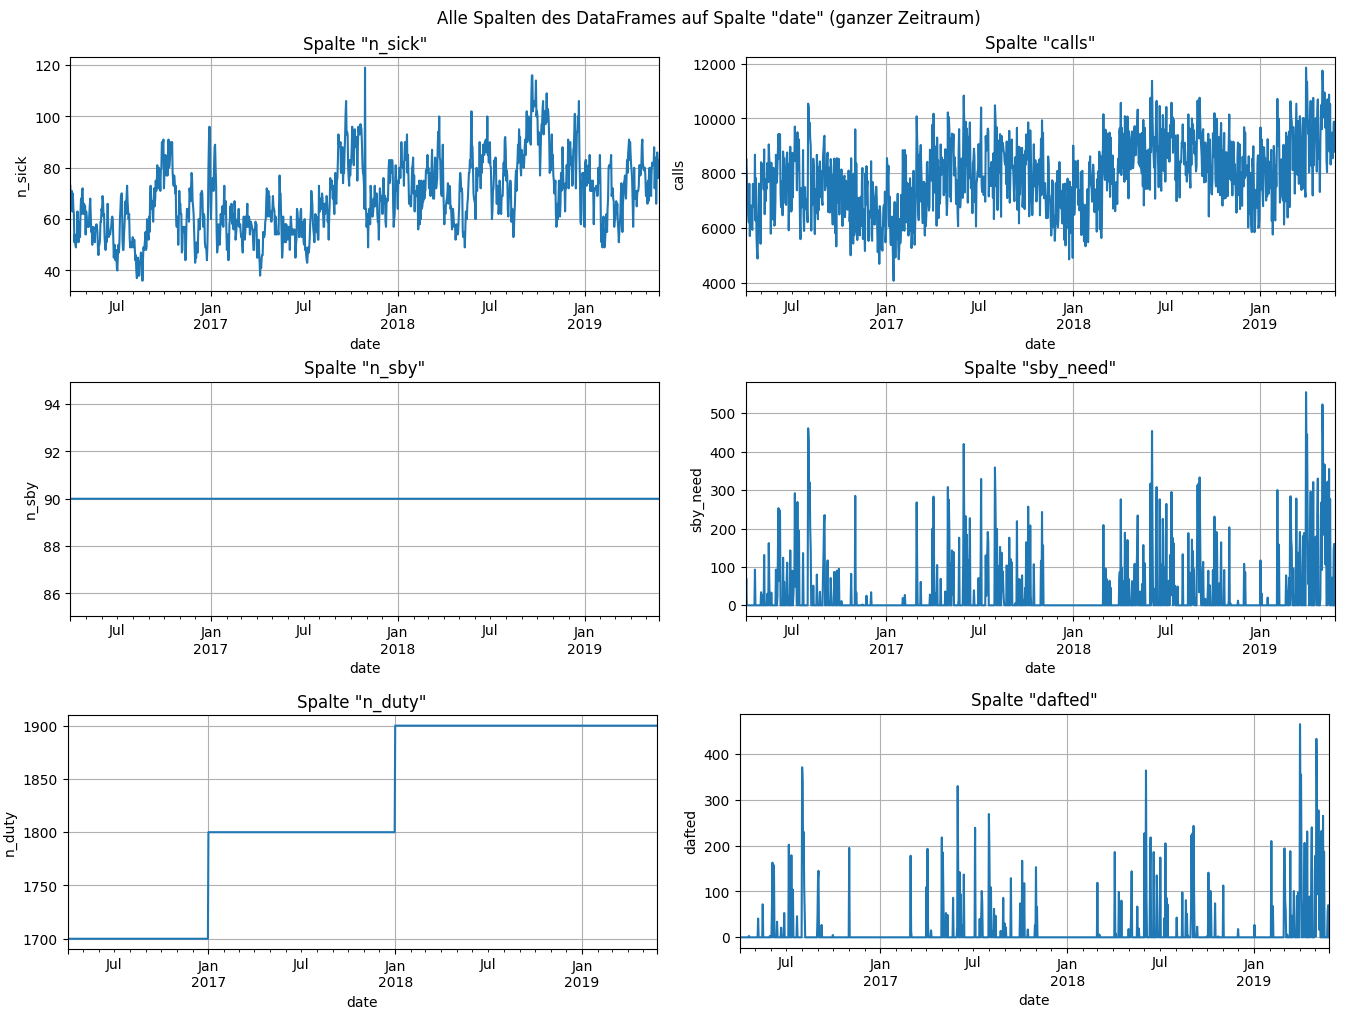 Alle Spalten des DataFrames auf Spalte "date" (ganzer Zeitraum)
Spalte "n_sick"
n_sick
120
100
80
60
40
Jul Jan Jul Jan Jul Jan
2017 2018 2019
date
Spalte "calls"
calls
12000
10000
8000
6000
4000
Jul Jan Jul Jan Jul Jan
2017 2018 2019
date
Spalte "n_sby"
n_sby
94
92
90
88
86
Jul Jan Jul Jan Jul Jan
2017 2018 2019
date
Spalte "sby_need"
sby_need
500
400
300
200
100
0
Jul Jan Jul Jan Jul Jan
2017 2018 2019
date
Spalte "n_duty"
n_duty
1900
1850
1800
1750
1700
Jul Jan Jul Jan Jul Jan
2017 2018 2019
date
Spalte "dafted"
dafted
400
300
200
100
0
Jul Jan Jul Jan Jul Jan
2017 2018 2019
date